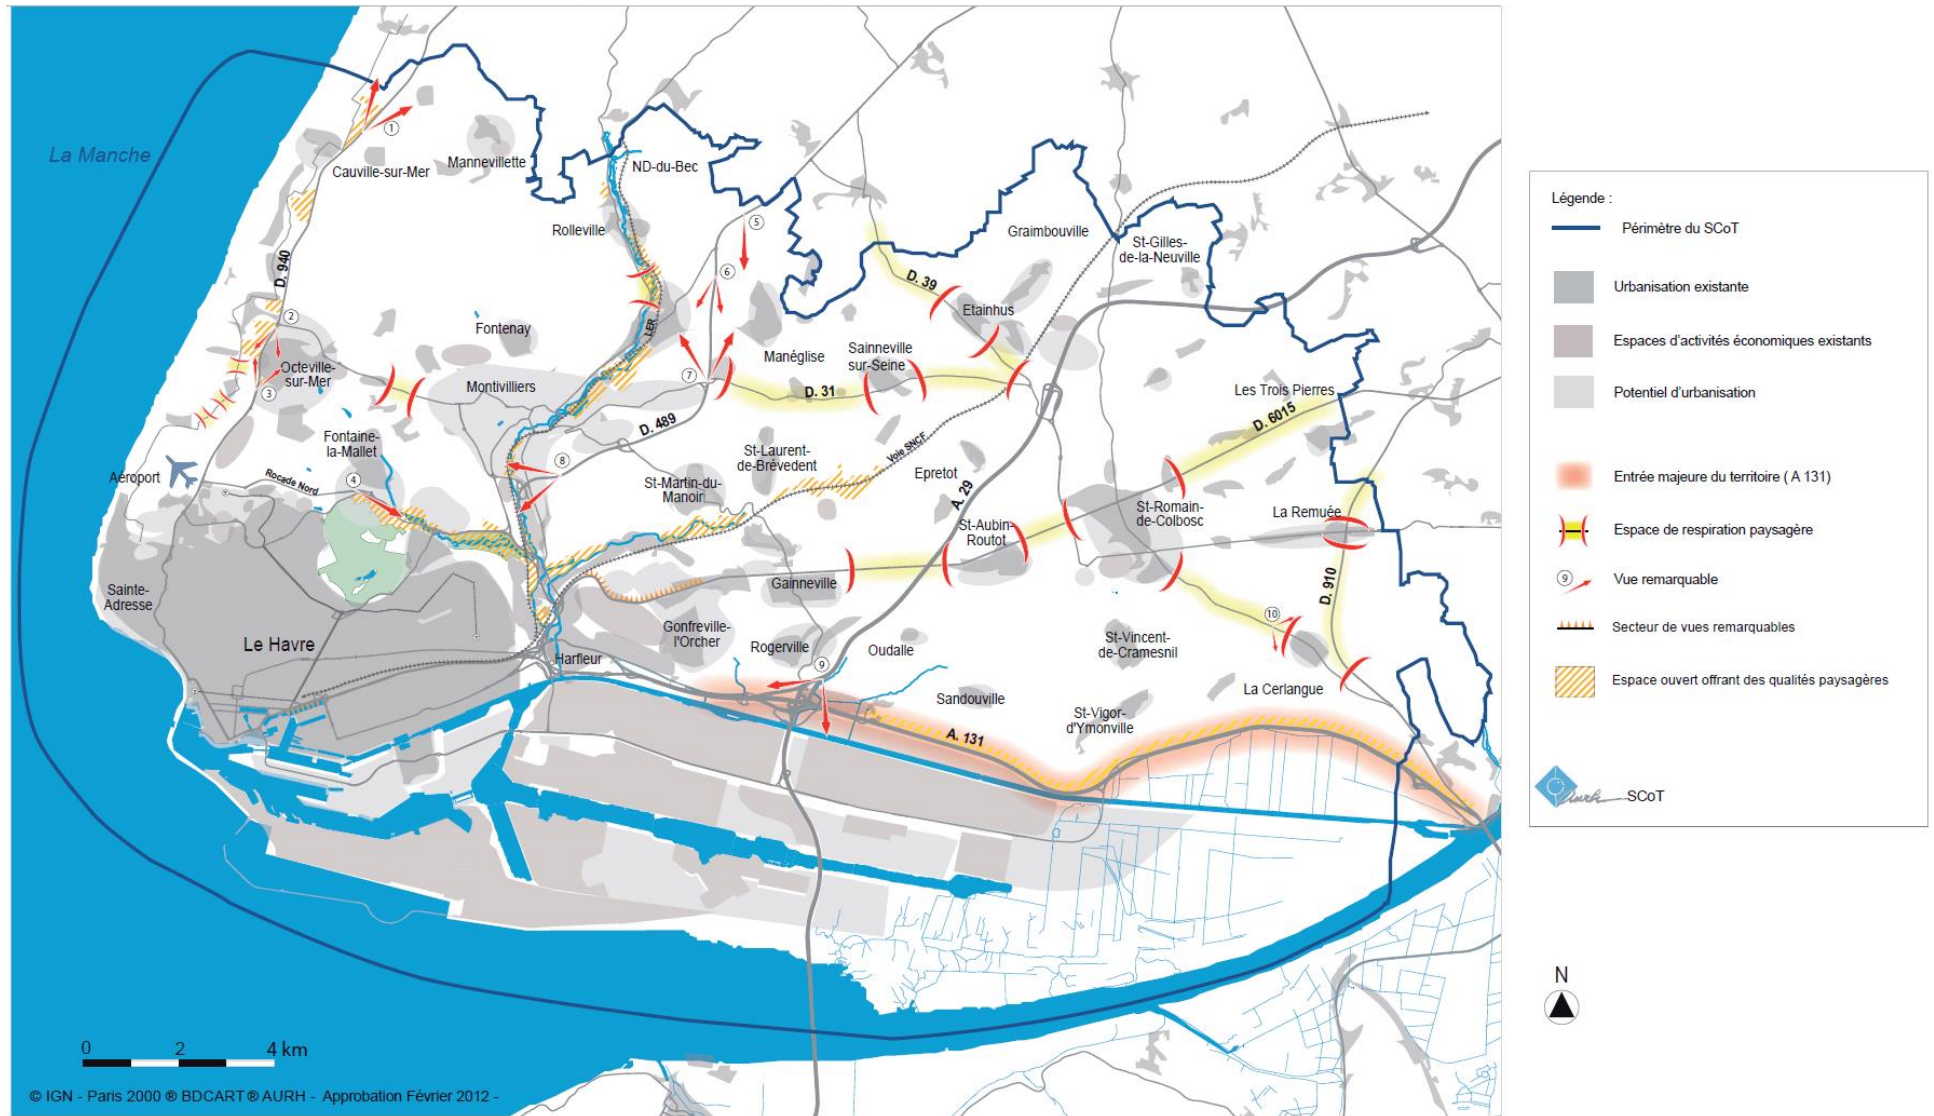 La Manche
1
Cauville-sur-Mer
Mannevillette
ND-du-Bec
Rolleville
5
6
Graimbouville
St-Gilles-
de-la-Neuville
D. 940
D. 39
2
Fontenay
LER
Etainhus
Octeville-
sur-Mer
3
Montivilliers
7
Manéglise
Sainneville
sur-Seine
D. 31
Les Trois Pierres
D. 6015
D. 489
Fontaine-
la-Mallet
8
St-Laurent-
de-Brèvedent
Voie SNCF
Epretot
Aéroport
Rocade Nord
4
St-Martin-du-
Manoir
A. 29
St-Romain-
de-Colbosc
La Remuée
St-Aubin-
Routot
Gainneville
D. 910
Sainte-
Adresse
Le Havre
Harfleur
Gonfreville-
l'Orcher
Rogerville
9
Oudalle
10
St-Vincent-
de-Cramesnil
La Cerlangue
Sandouville
St-Vigor-
d'Ymonville
A. 131
0 2 4 km
© IGN - Paris 2000 ® BDCART ® AURH - Approbation Février 2012 -
Légende :
Périmètre du SCoT
Urbanisation existante
Espaces d'activités économiques existants
Potentiel d'urbanisation
Entrée majeure du territoire ( A 131)
Espace de respiration paysagère
9
Vue remarquable
Secteur de vues remarquables
Espace ouvert offrant des qualités paysagères
Aurh SCoT
N